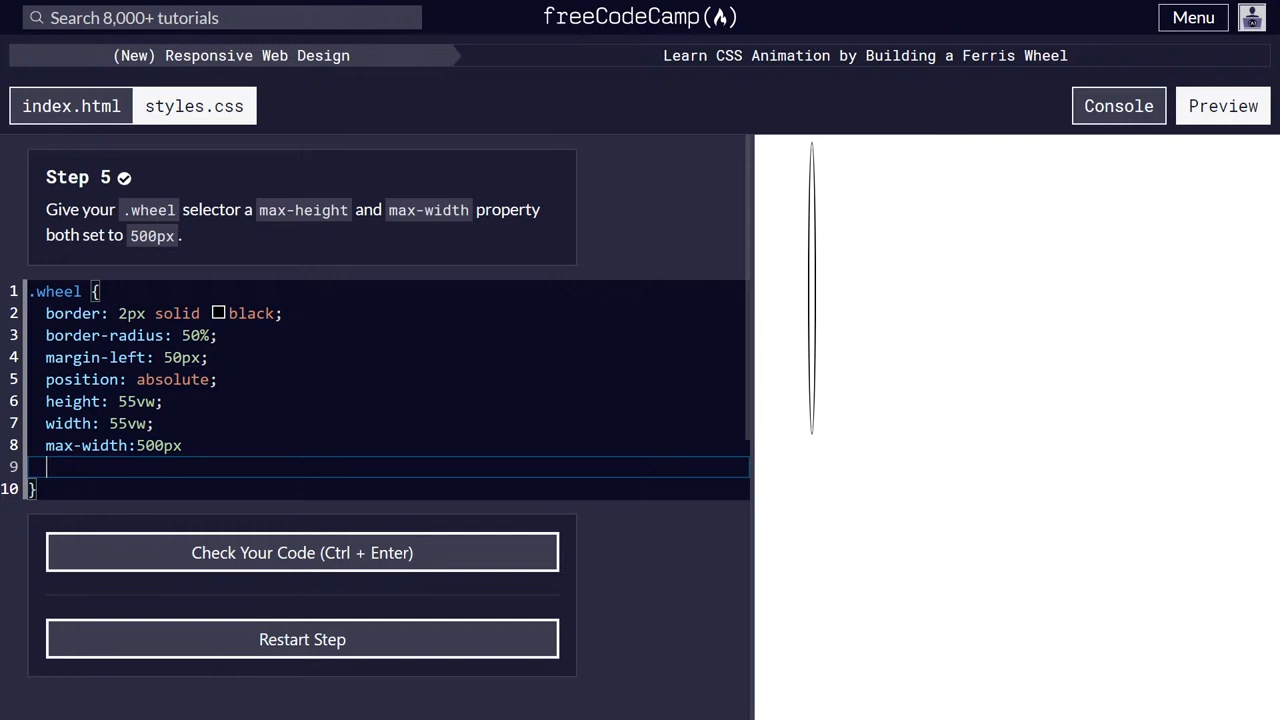 Search 8,000+ tutorials
freeCodeCamp
Menu
(New) Responsive Web Design
Learn CSS Animation by Building a Ferris Wheel
index.html
styles.css
Console
Preview
Step 5
Give your .wheel selector a max-height and max-width property
both set to 500px.
1 .wheel {
2 border: 2px solid black;
3 border-radius: 50%;
4 margin-left: 50px;
5 position: absolute;
6 height: 55vw;
7 width: 55vw;
8 max-width:500px
9
10 }
Check Your Code (Ctrl + Enter)
Restart Step